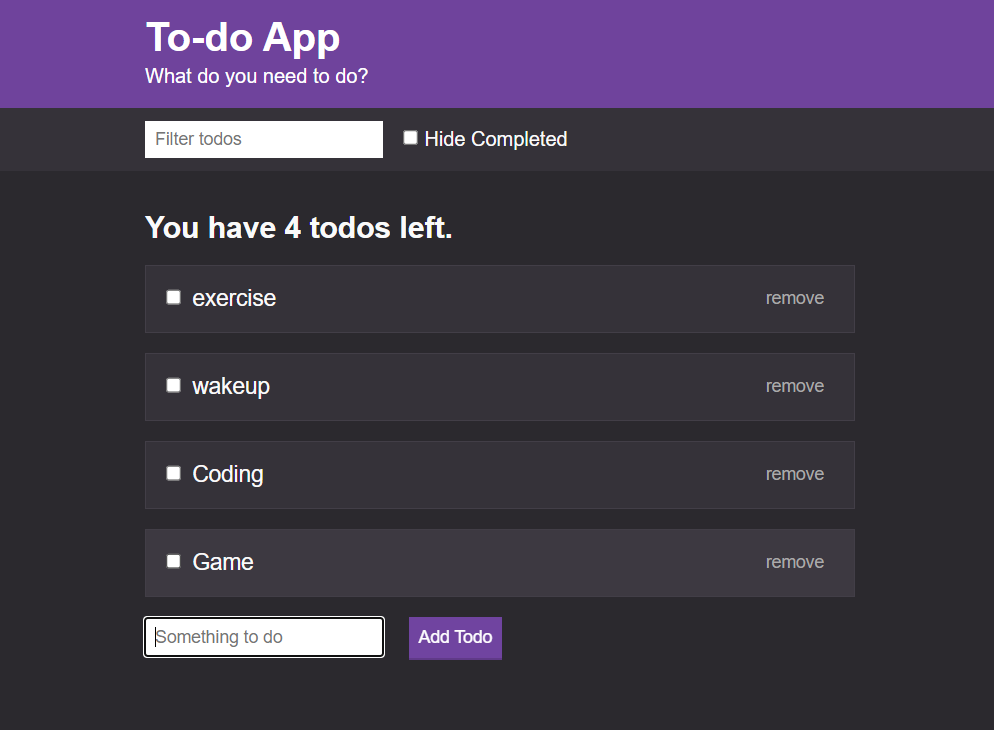 To-do App
What do you need to do?
Filter todos
Hide Completed
You have 4 todos left.
exercise remove
wakeup remove
Coding remove
Game remove
Something to do
Add Todo